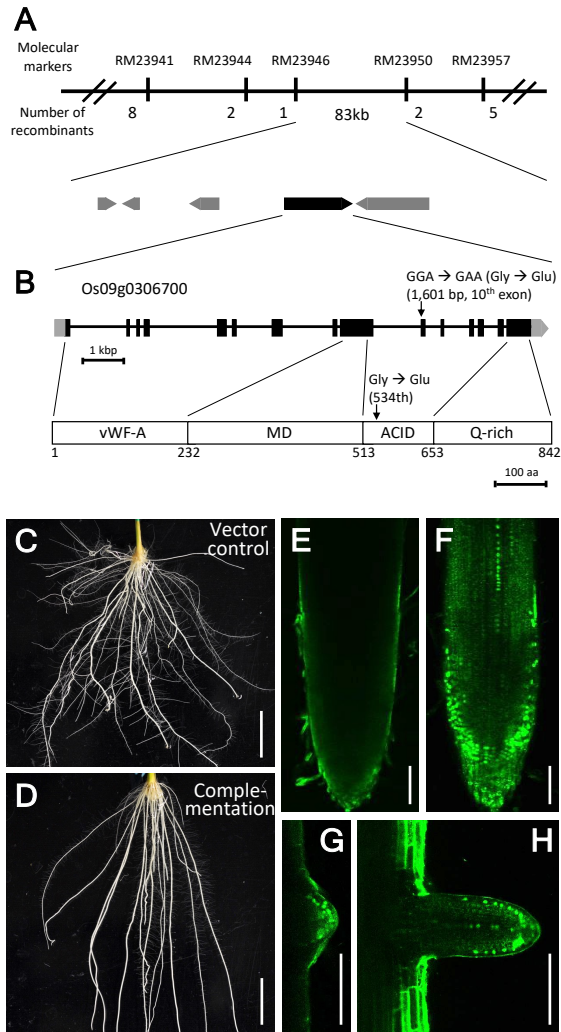 A
Molecular
markers
RM23941 RM23944 RM23946 RM23950 RM23957
Number of
recombinants
8 2 1 83kb 2 5
B
Os09g0306700
GGA → GAA (Gly → Glu)
(1,601 bp, 10th exon)
1 kbp
Gly → Glu
(534th)
vWF-A MD ACID Q-rich
1 232 513 653 842
100 aa
C
Vector
control
E
F
D
Comple-
mentation
G
H